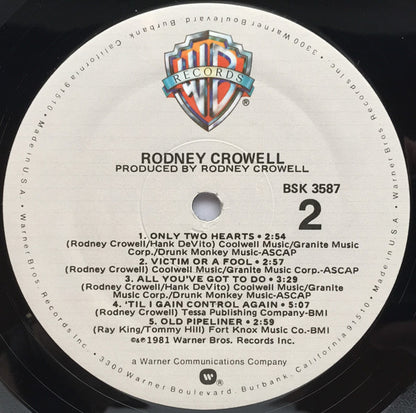 WB
RECORDS
®
RODNEY CROWELL
PRODUCED BY RODNEY CROWELL
BSK 3587
2
1. ONLY TWO HEARTS • 2:54
(Rodney Crowell/Hank DeVito) Coolwell Music/Granite Music
Corp./Drunk Monkey Music-ASCAP
2. VICTIM OR A FOOL • 2:57
(Rodney Crowell) Coolwell Music/Granite Music Corp.-ASCAP
3. ALL YOU'VE GOT TO DO • 3:29
(Rodney Crowell/Hank DeVito) Coolwell Music/Granite
Music Corp./Drunk Monkey Music-ASCAP
4. 'TIL I GAIN CONTROL AGAIN • 5:07
(Rodney Crowell) Tessa Publishing Company-BMI
5. OLD PIPELINER • 2:59
(Ray King/Tommy Hill) Fort Knox Music Co.-BMI
©&℗1981 Warner Bros. Records Inc.
a Warner Communications Company
W
®
• 3300 Warner Boulevard, Burbank, California 91510 • Made in U.S.A. • Warner Bros. Records Inc. • 3300 Warner Boulevard, Burbank, California 91510 • Made in U.S.A. • Warner Bros. Records Inc.